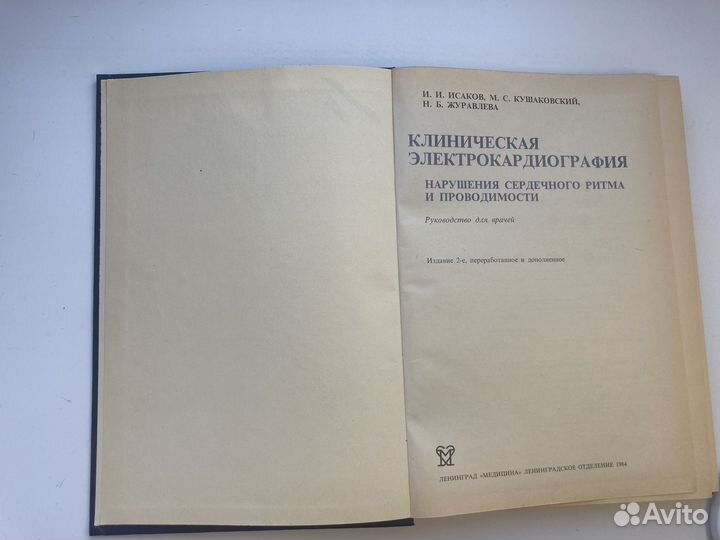 И. И. ИСАКОВ, М. С. КУШАКОВСКИЙ,
Н. Б. ЖУРАВЛЕВА
КЛИНИЧЕСКАЯ
ЭЛЕКТРОКАРДИОГРАФИЯ
НАРУШЕНИЯ СЕРДЕЧНОГО РИТМА
И ПРОВОДИМОСТИ
Руководство для врачей
Издание 2-е, переработанное и дополненное
ЛЕНИНГРАД «МЕДИЦИНА» ЛЕНИНГРАДСКОЕ ОТДЕЛЕНИЕ 1984
Avito